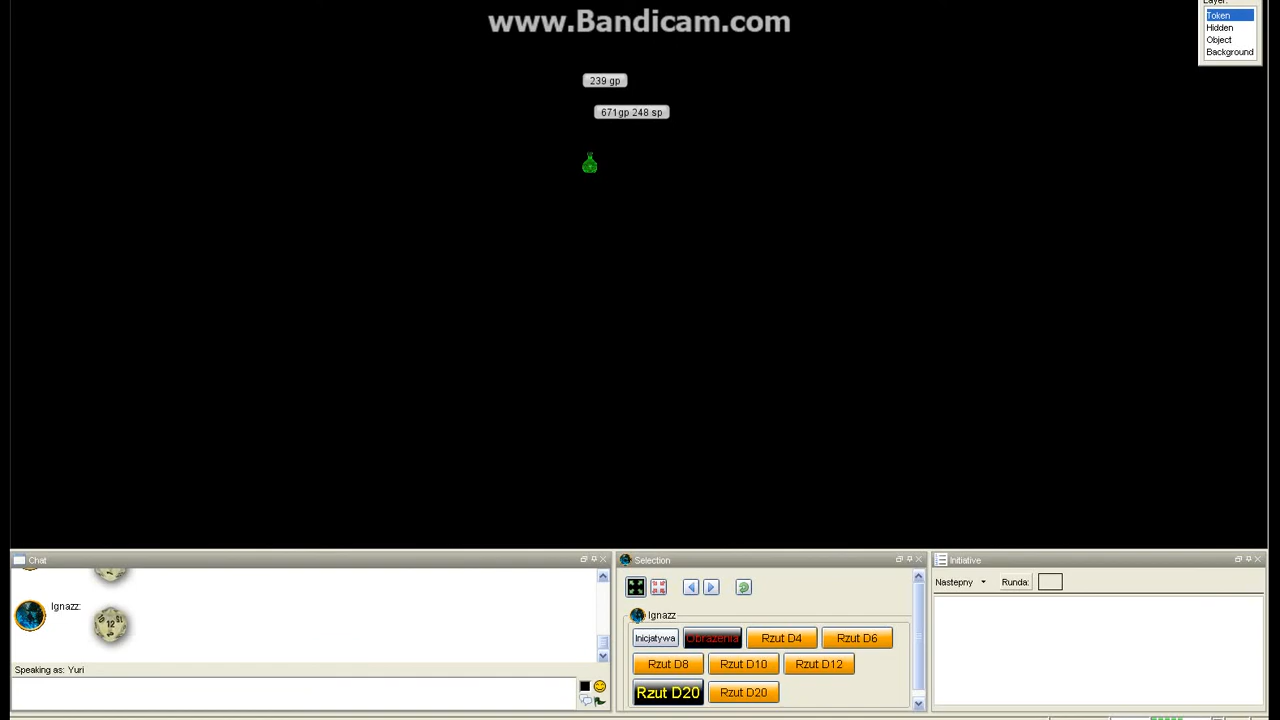 www.Bandicam.com
Token
Hidden
Object
Background
239 gp
671gp 248 sp
Chat
Ignazz:
12
Speaking as: Yuri
Selection
Ignazz
Inicjatywa
Obrażenia
Rzut D4
Rzut D6
Rzut D8
Rzut D10
Rzut D12
Rzut D20
Rzut D20
Initiative
Nastepny
Runda: